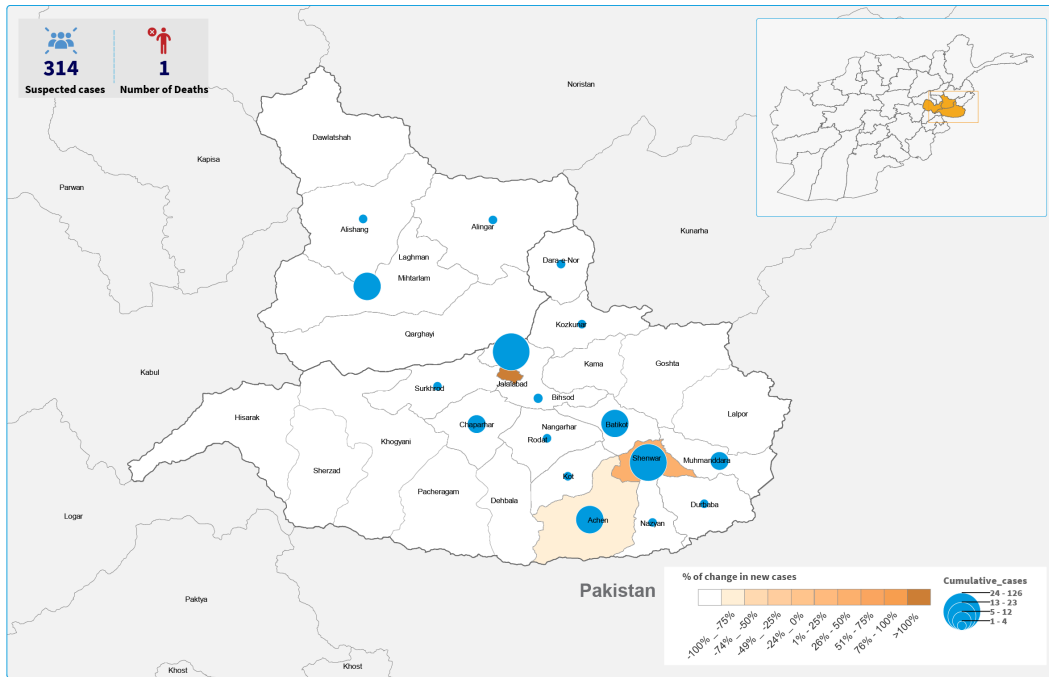 314
Suspected cases
1
Number of Deaths
Noristan
Dawlatshah
Kapisa
Parwan
Alishang
Alingar
Kunarha
Laghman
Dara-e-Nor
Mihtarlam
Kozkunar
Qarghayi
Kama
Goshta
Kabul
Jalalabad
Surkhrod
Bihsod
Lalpor
Hisarak
Chaparhar
Nangarhar
Batikot
Rodat
Khogyani
Shenwar
Muhmanddara
Sherzad
Kot
Pacheragam
Dehbala
Durbaba
Logar
Achen
Nazyan
Pakistan
Paktya
Khost
Khost
% of change in new cases
-100% – -75%
-74% – -50%
-49% – -25%
-24% – 0%
1% - 25%
26% - 50%
51% - 75%
76% - 100%
>100%
Cumulative_cases
24 - 126
13 - 23
5 - 12
1 - 4